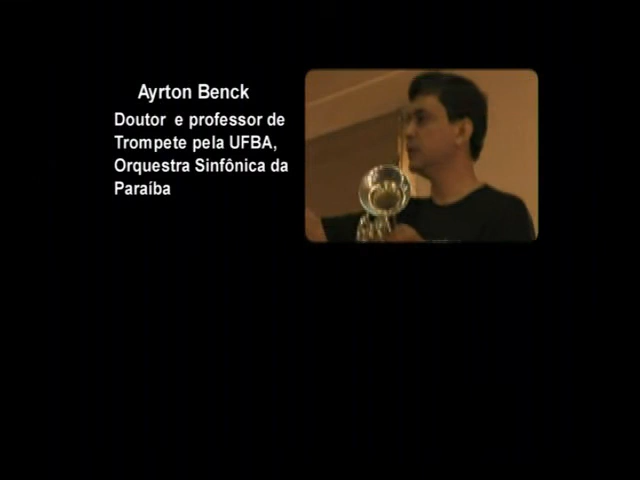 Ayrton Benck
Doutor e professor de
Trompete pela UFBA,
Orquestra Sinfônica da
Paraíba